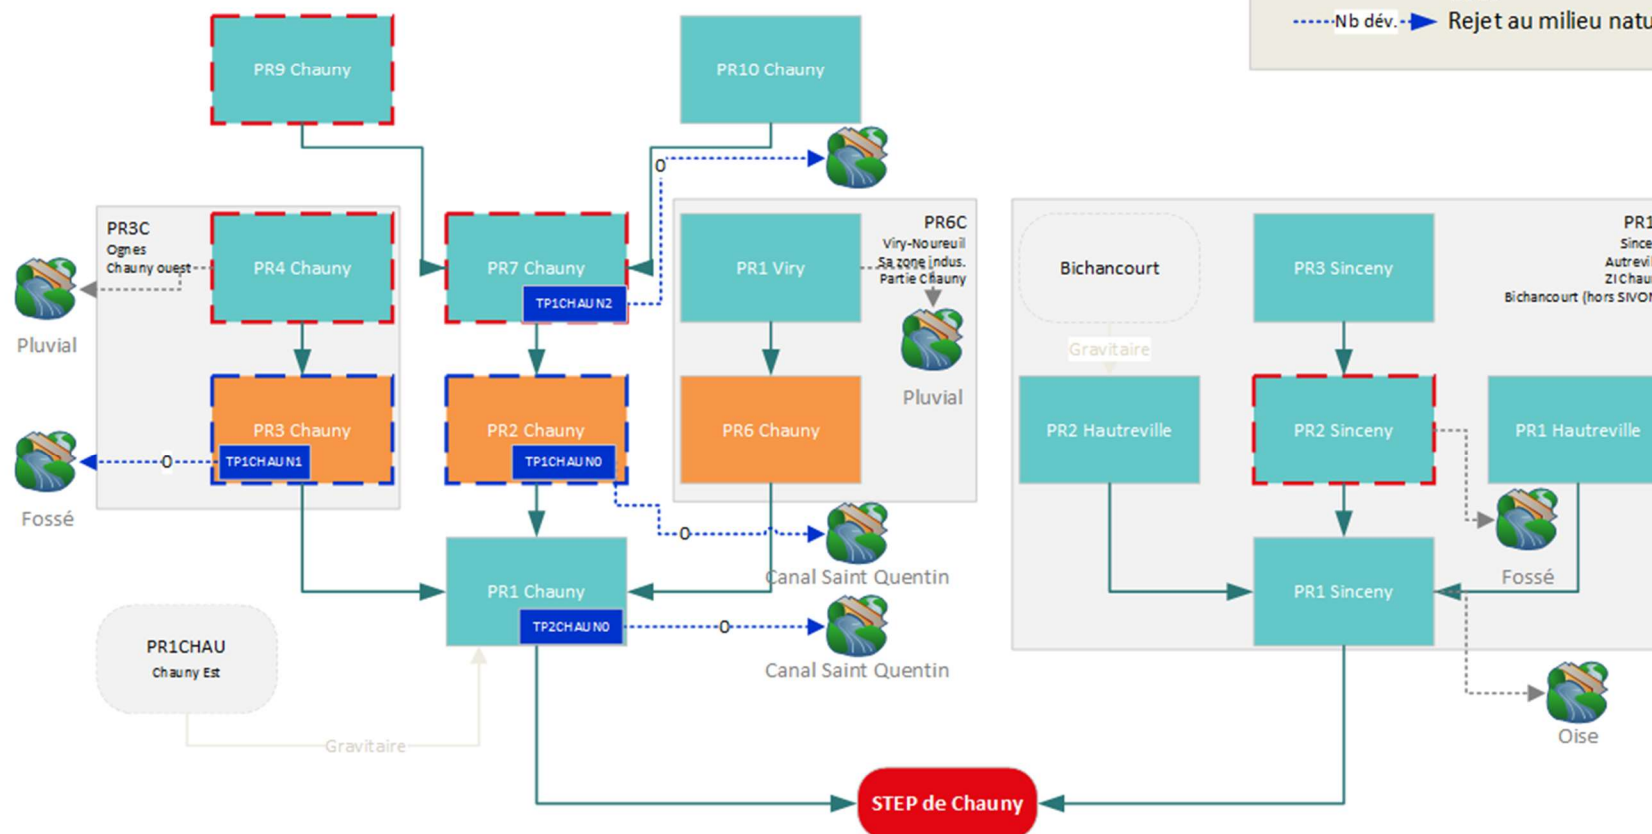 Nb dév.
Rejet au milieu natu
PR9 Chauny
PR10 Chauny
0
PR3C
Ognes
Chauny ouest
PR4 Chauny
PR7 Chauny
TP1CHAUN2
PR1 Viry
PR6C
Viry-Noureuil
Sa zone indus.
Partie Chauny
Bichancourt
PR3 Sinceny
PR1
Since
Autrevil
ZI Chaun
Bichancourt (hors SIVOM
Pluvial
Gravitaire
Pluvial
PR3 Chauny
TP1CHAUN1
0
Fossé
PR2 Chauny
TP1CHAUN0
PR6 Chauny
PR2 Hautreville
PR2 Sinceny
PR1 Hautreville
0
Canal Saint Quentin
Fossé
PR1 Chauny
TP2CHAUN0
0
Canal Saint Quentin
PR1 Sinceny
PR1CHAU
Chauny Est
Gravitaire
Oise
STEP de Chauny